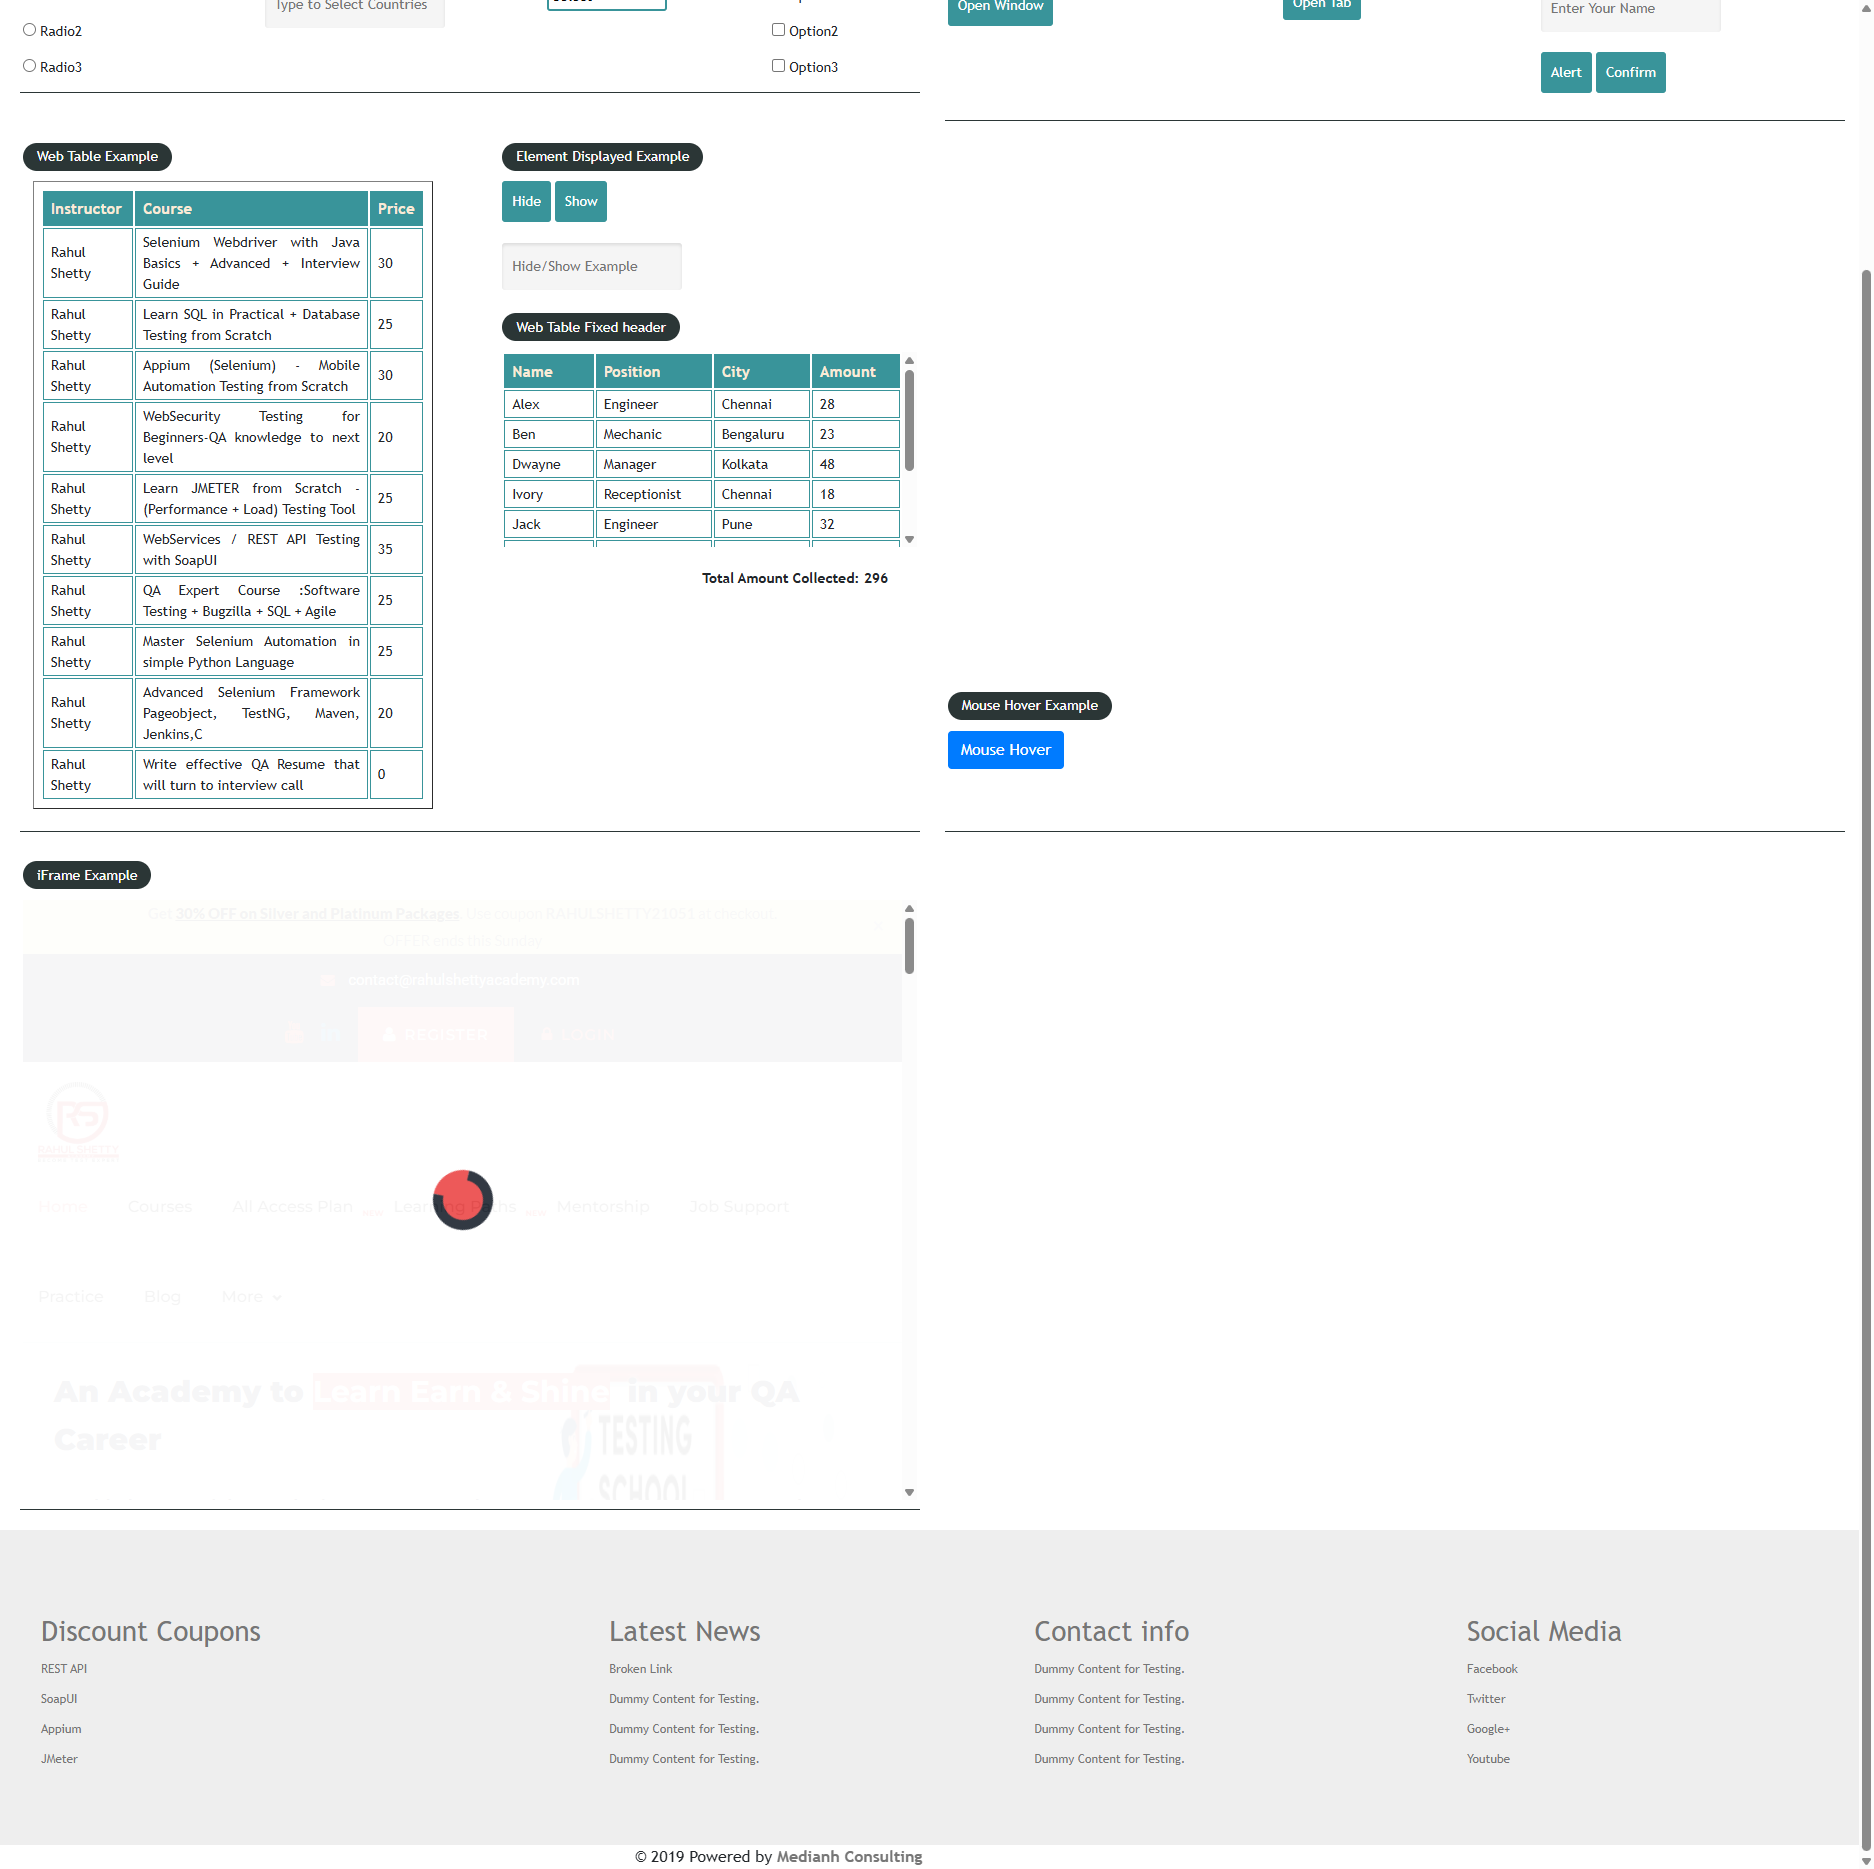 Type to Select Countries
Open Window
Open Tab
Enter Your Name
Radio2
Option2
Radio3
Option3
Alert
Confirm
Web Table Example
Instructor Course Price
Rahul Shetty Selenium Webdriver with Java Basics + Advanced + Interview Guide 30
Rahul Shetty Learn SQL in Practical + Database Testing from Scratch 25
Rahul Shetty Appium (Selenium) - Mobile Automation Testing from Scratch 30
Rahul Shetty WebSecurity Testing for Beginners-QA knowledge to next level 20
Rahul Shetty Learn JMETER from Scratch - (Performance + Load) Testing Tool 25
Rahul Shetty WebServices / REST API Testing with SoapUI 35
Rahul Shetty QA Expert Course :Software Testing + Bugzilla + SQL + Agile 25
Rahul Shetty Master Selenium Automation in simple Python Language 25
Rahul Shetty Advanced Selenium Framework Pageobject, TestNG, Maven, Jenkins,C 20
Rahul Shetty Write effective QA Resume that will turn to interview call 0
Element Displayed Example
Hide
Show
Hide/Show Example
Web Table Fixed header
Name Position City Amount
Alex Engineer Chennai 28
Ben Mechanic Bengaluru 23
Dwayne Manager Kolkata 48
Ivory Receptionist Chennai 18
Jack Engineer Pune 32
Total Amount Collected: 296
Mouse Hover Example
Mouse Hover
iFrame Example
Get 30% OFF on Silver and Platinum Packages. Use coupon RAHULSHETTY21051 at checkout.
OFFER ends this Sunday
contact@rahulshettyacademy.com
REGISTER
LOGIN
RS
RAHUL SHETTY
Home Courses All Access Plan NEW Learning Paths NEW Mentorship Job Support
Practice Blog More
An Academy to Learn Earn & Shine in your QA
Career
TESTING
SCHOOL
Discount Coupons
REST API
SoapUI
Appium
JMeter
Latest News
Broken Link
Dummy Content for Testing.
Dummy Content for Testing.
Dummy Content for Testing.
Contact info
Dummy Content for Testing.
Dummy Content for Testing.
Dummy Content for Testing.
Dummy Content for Testing.
Social Media
Facebook
Twitter
Google+
Youtube
© 2019 Powered by Medianh Consulting